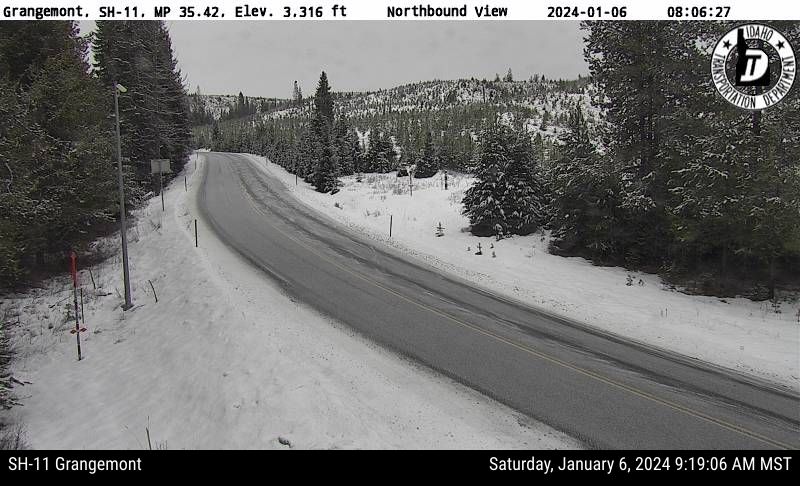 Grangemont, SH-11, MP 35.42, Elev. 3,316 ft Northbound View 2024-01-06 08:06:27
IDAHO
TRANSPORTATION DEPARTMENT
SH-11 Grangemont Saturday, January 6, 2024 9:19:06 AM MST